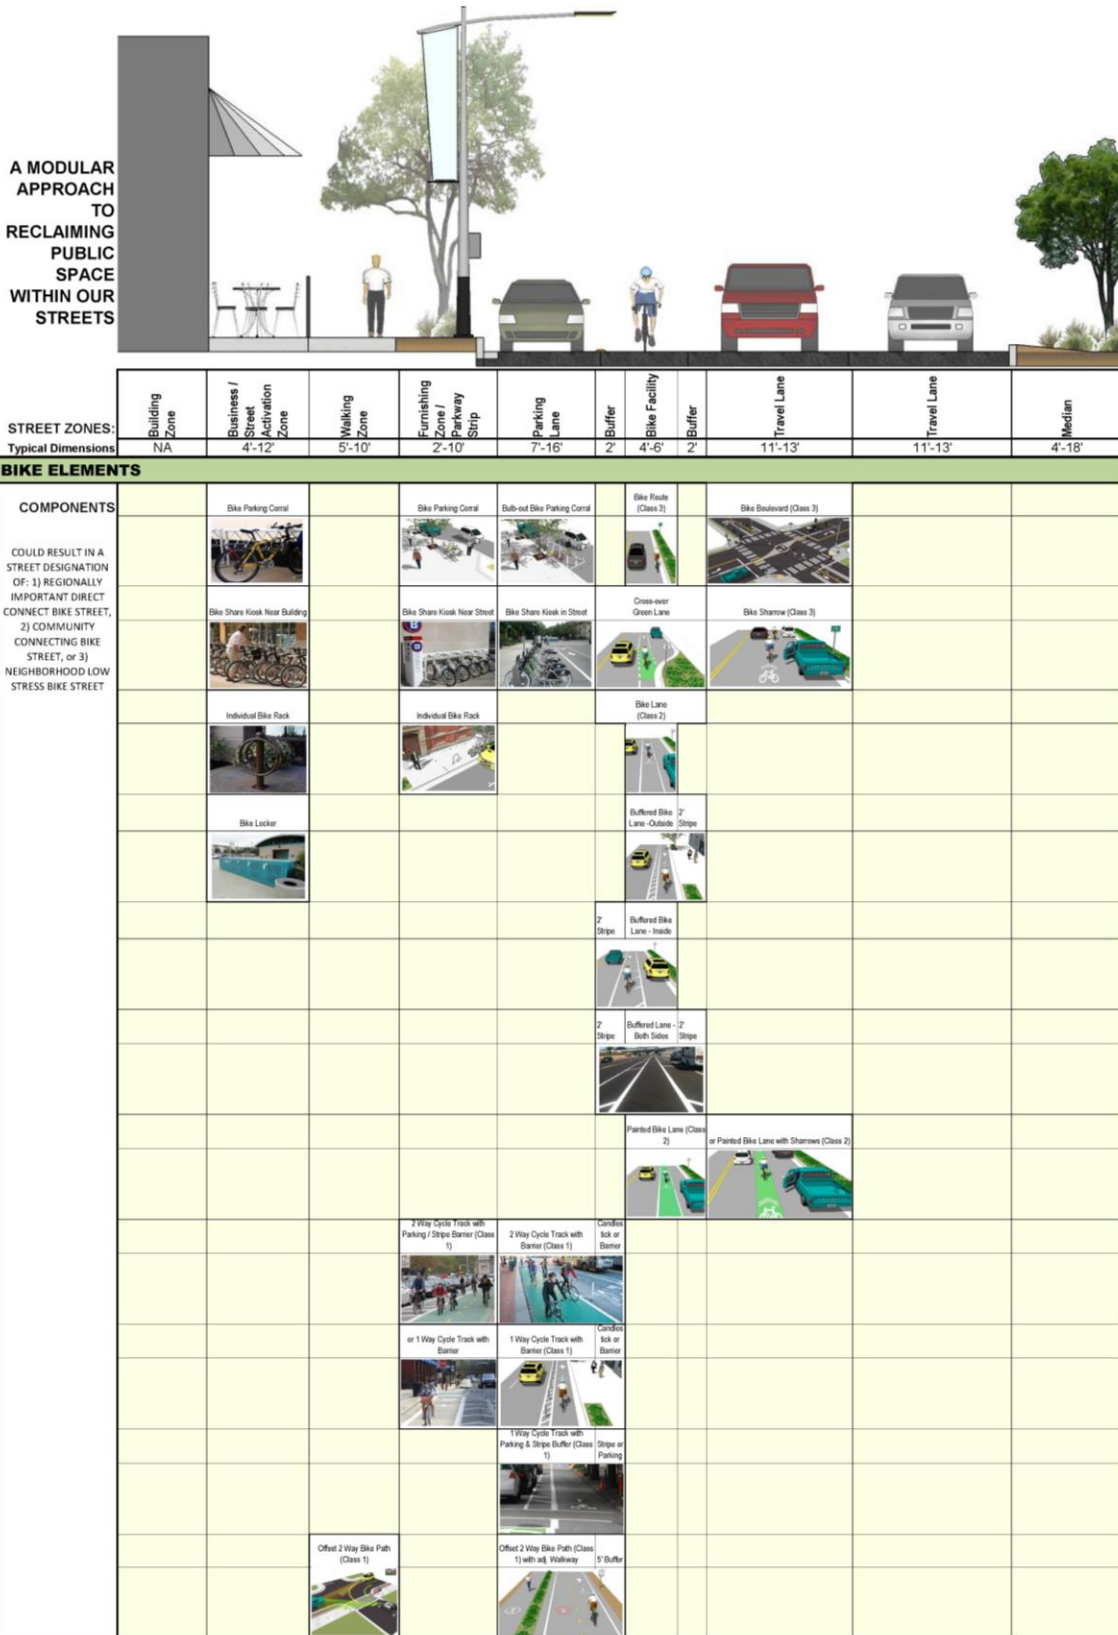 A MODULAR
APPROACH
TO
RECLAIMING
PUBLIC
SPACE
WITHIN OUR
STREETS
STREET ZONES:
Building
Zone
Business /
Street
Activation
Zone
Walking
Zone
Furnishing
Zone /
Parkway
Strip
Parking
Lane
Buffer
Bike Facility
Buffer
Travel Lane
Travel Lane
Median
Typical Dimensions NA 4'-12' 5'-10' 2'-10' 7'-16' 2' 4'-6' 2' 11'-13' 11'-13' 4'-18'
BIKE ELEMENTS
COMPONENTS
COULD RESULT IN A
STREET DESIGNATION
OF: 1) REGIONALLY
IMPORTANT DIRECT
CONNECT BIKE STREET,
2) COMMUNITY
CONNECTING BIKE
STREET, or 3)
NEIGHBORHOOD LOW
STRESS BIKE STREET
Bike Parking Corral
Bike Parking Corral
Bulb-out Bike Parking Corral
Bike Route
(Class 3)
Bike Boulevard (Class 3)
Bike Share Kiosk Near Building
Bike Share Kiosk Near Street
Bike Share Kiosk in Street
Cross-over
Green Lane
Bike Sharrow (Class 3)
Individual Bike Rack
Individual Bike Rack
Bike Lane
(Class 2)
Bike Locker
Buffered Bike
Lane -Outside
2'
Stripe
2'
Stripe
Buffered Bike
Lane - Inside
2'
Stripe
Buffered Lane -
Both Sides
2'
Stripe
Painted Bike Lane (Class
2)
or Painted Bike Lane with Sharrows (Class 2)
2 Way Cycle Track with
Parking / Stripe Barrier (Class
1)
2 Way Cycle Track with
Barrier (Class 1)
Candles
tick or
Barrier
or 1 Way Cycle Track with
Barrier
1 Way Cycle Track with
Barrier (Class 1)
Candles
tick or
Barrier
1 Way Cycle Track with
Parking & Stripe Buffer (Class
1)
Stripe or
Parking
Offset 2 Way Bike Path
(Class 1)
Offset 2 Way Bike Path (Class
1) with adj. Walkway
5' Buffer